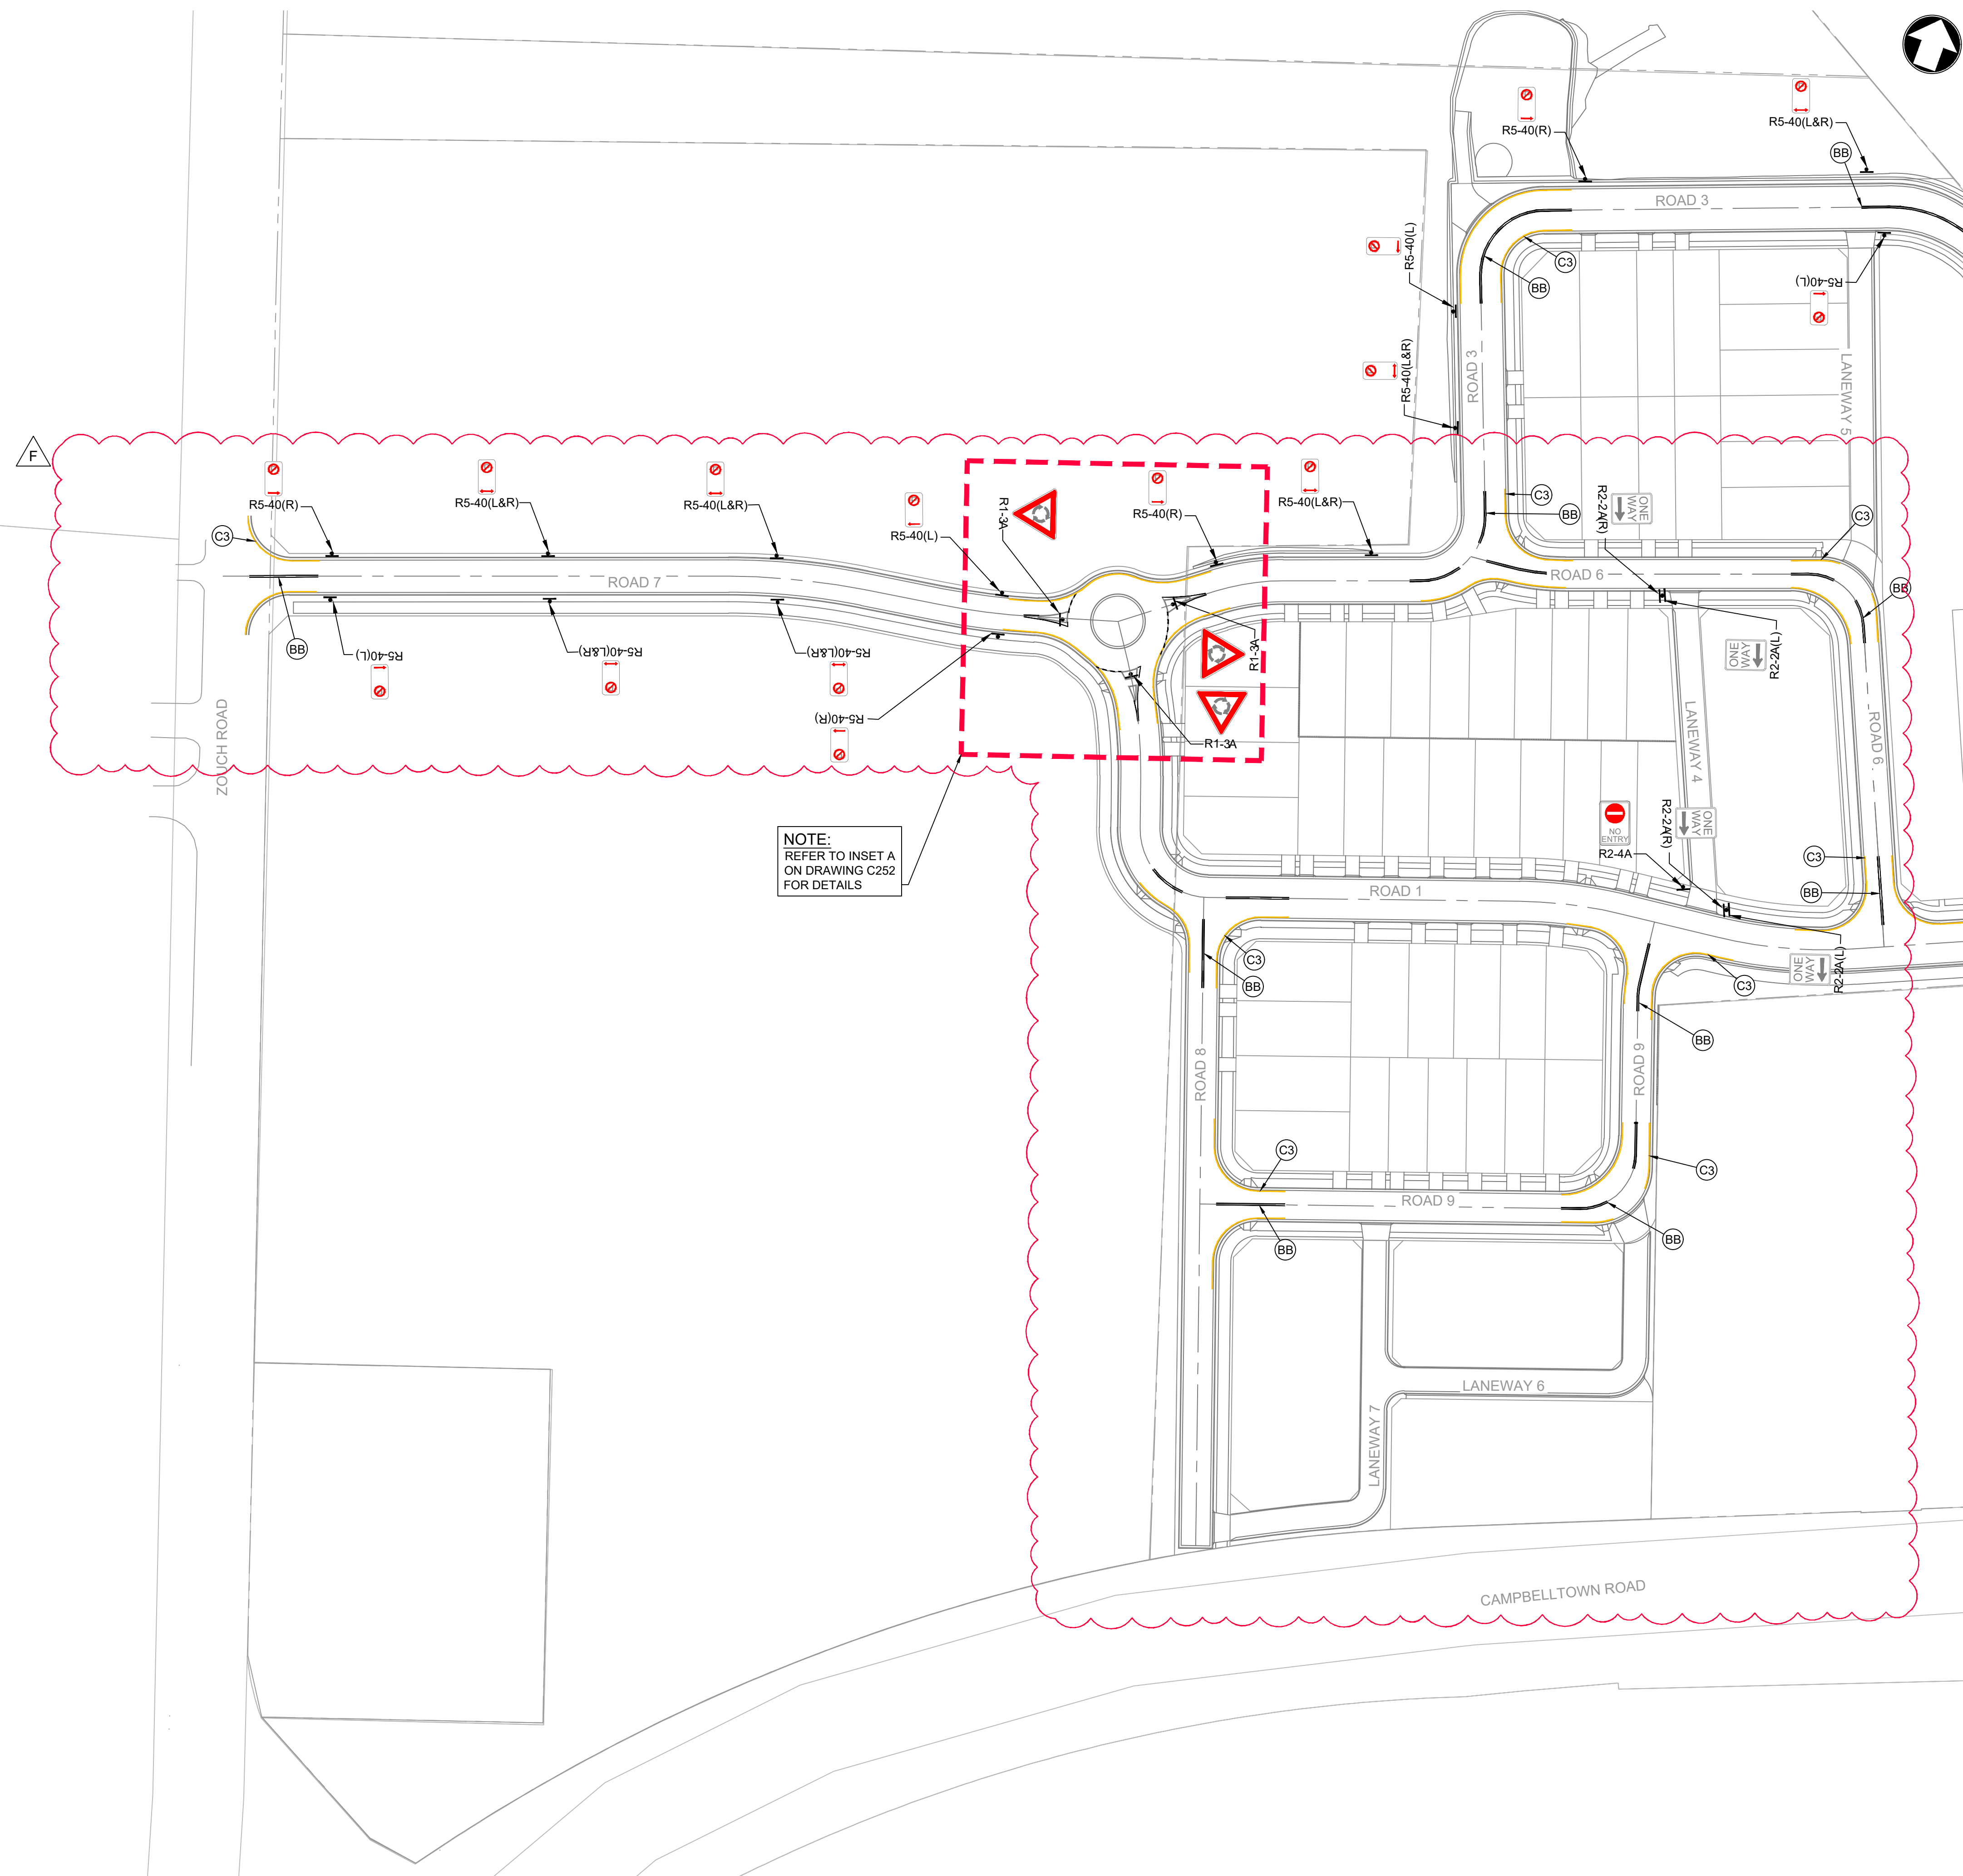 R5-40(R)
R5-40(L&R)
BB
ROAD 3
C3
BB
R5-40(L)
R5-40(L)
R5-40(L&R)
ROAD 3
LANEWAY 5
F
R5-40(R)
R5-40(L&R)
R5-40(L&R)
R5-40(L)
R1-3A
R5-40(R)
R5-40(L&R)
C3
BB
R2-2A(R)
ONE
WAY
C3
C3
ROAD 7
ROAD 6
BB
BB
R5-40(L)
R5-40(L&R)
R5-40(L&R)
R5-40(R)
R1-3A
R1-3A
ONE
WAY
R2-2A(L)
ZOUCH ROAD
LANEWAY 4
ROAD 6
NOTE:
REFER TO INSET A
ON DRAWING C252
FOR DETAILS
NO
ENTRY
R2-4A
R2-2A(R)
ONE
WAY
C3
BB
ROAD 1
C3
BB
ONE
WAY
R2-2A(L)
C3
BB
ROAD 8
ROAD 9
C3
C3
ROAD 9
BB
BB
LANEWAY 6
LANEWAY 7
CAMPBELLTOWN ROAD